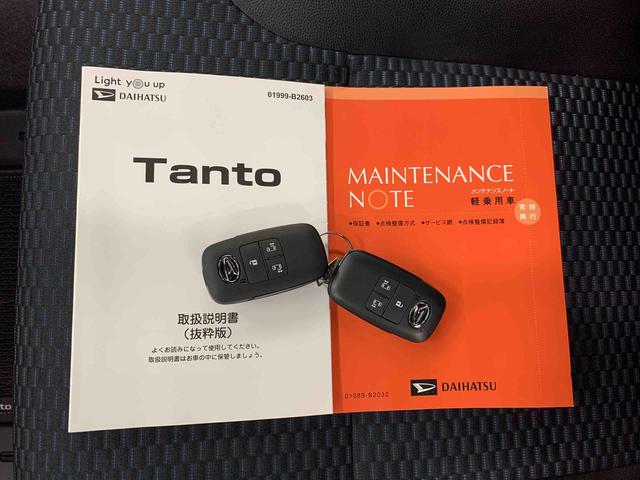 Light you up
DAIHATSU
01999-B2603
Tanto
取扱説明書
(抜粋版)
よくお読みになって使用してください。
取扱説明書はお車の中に保管しましょう。
MAINTENANCE
NOTE
メンテナンスノート
軽乗用車
常時
携行
●保証書 ●点検整備方式 ●サービス網 ●点検整備記録簿
DAIHATSU
01989-B2032